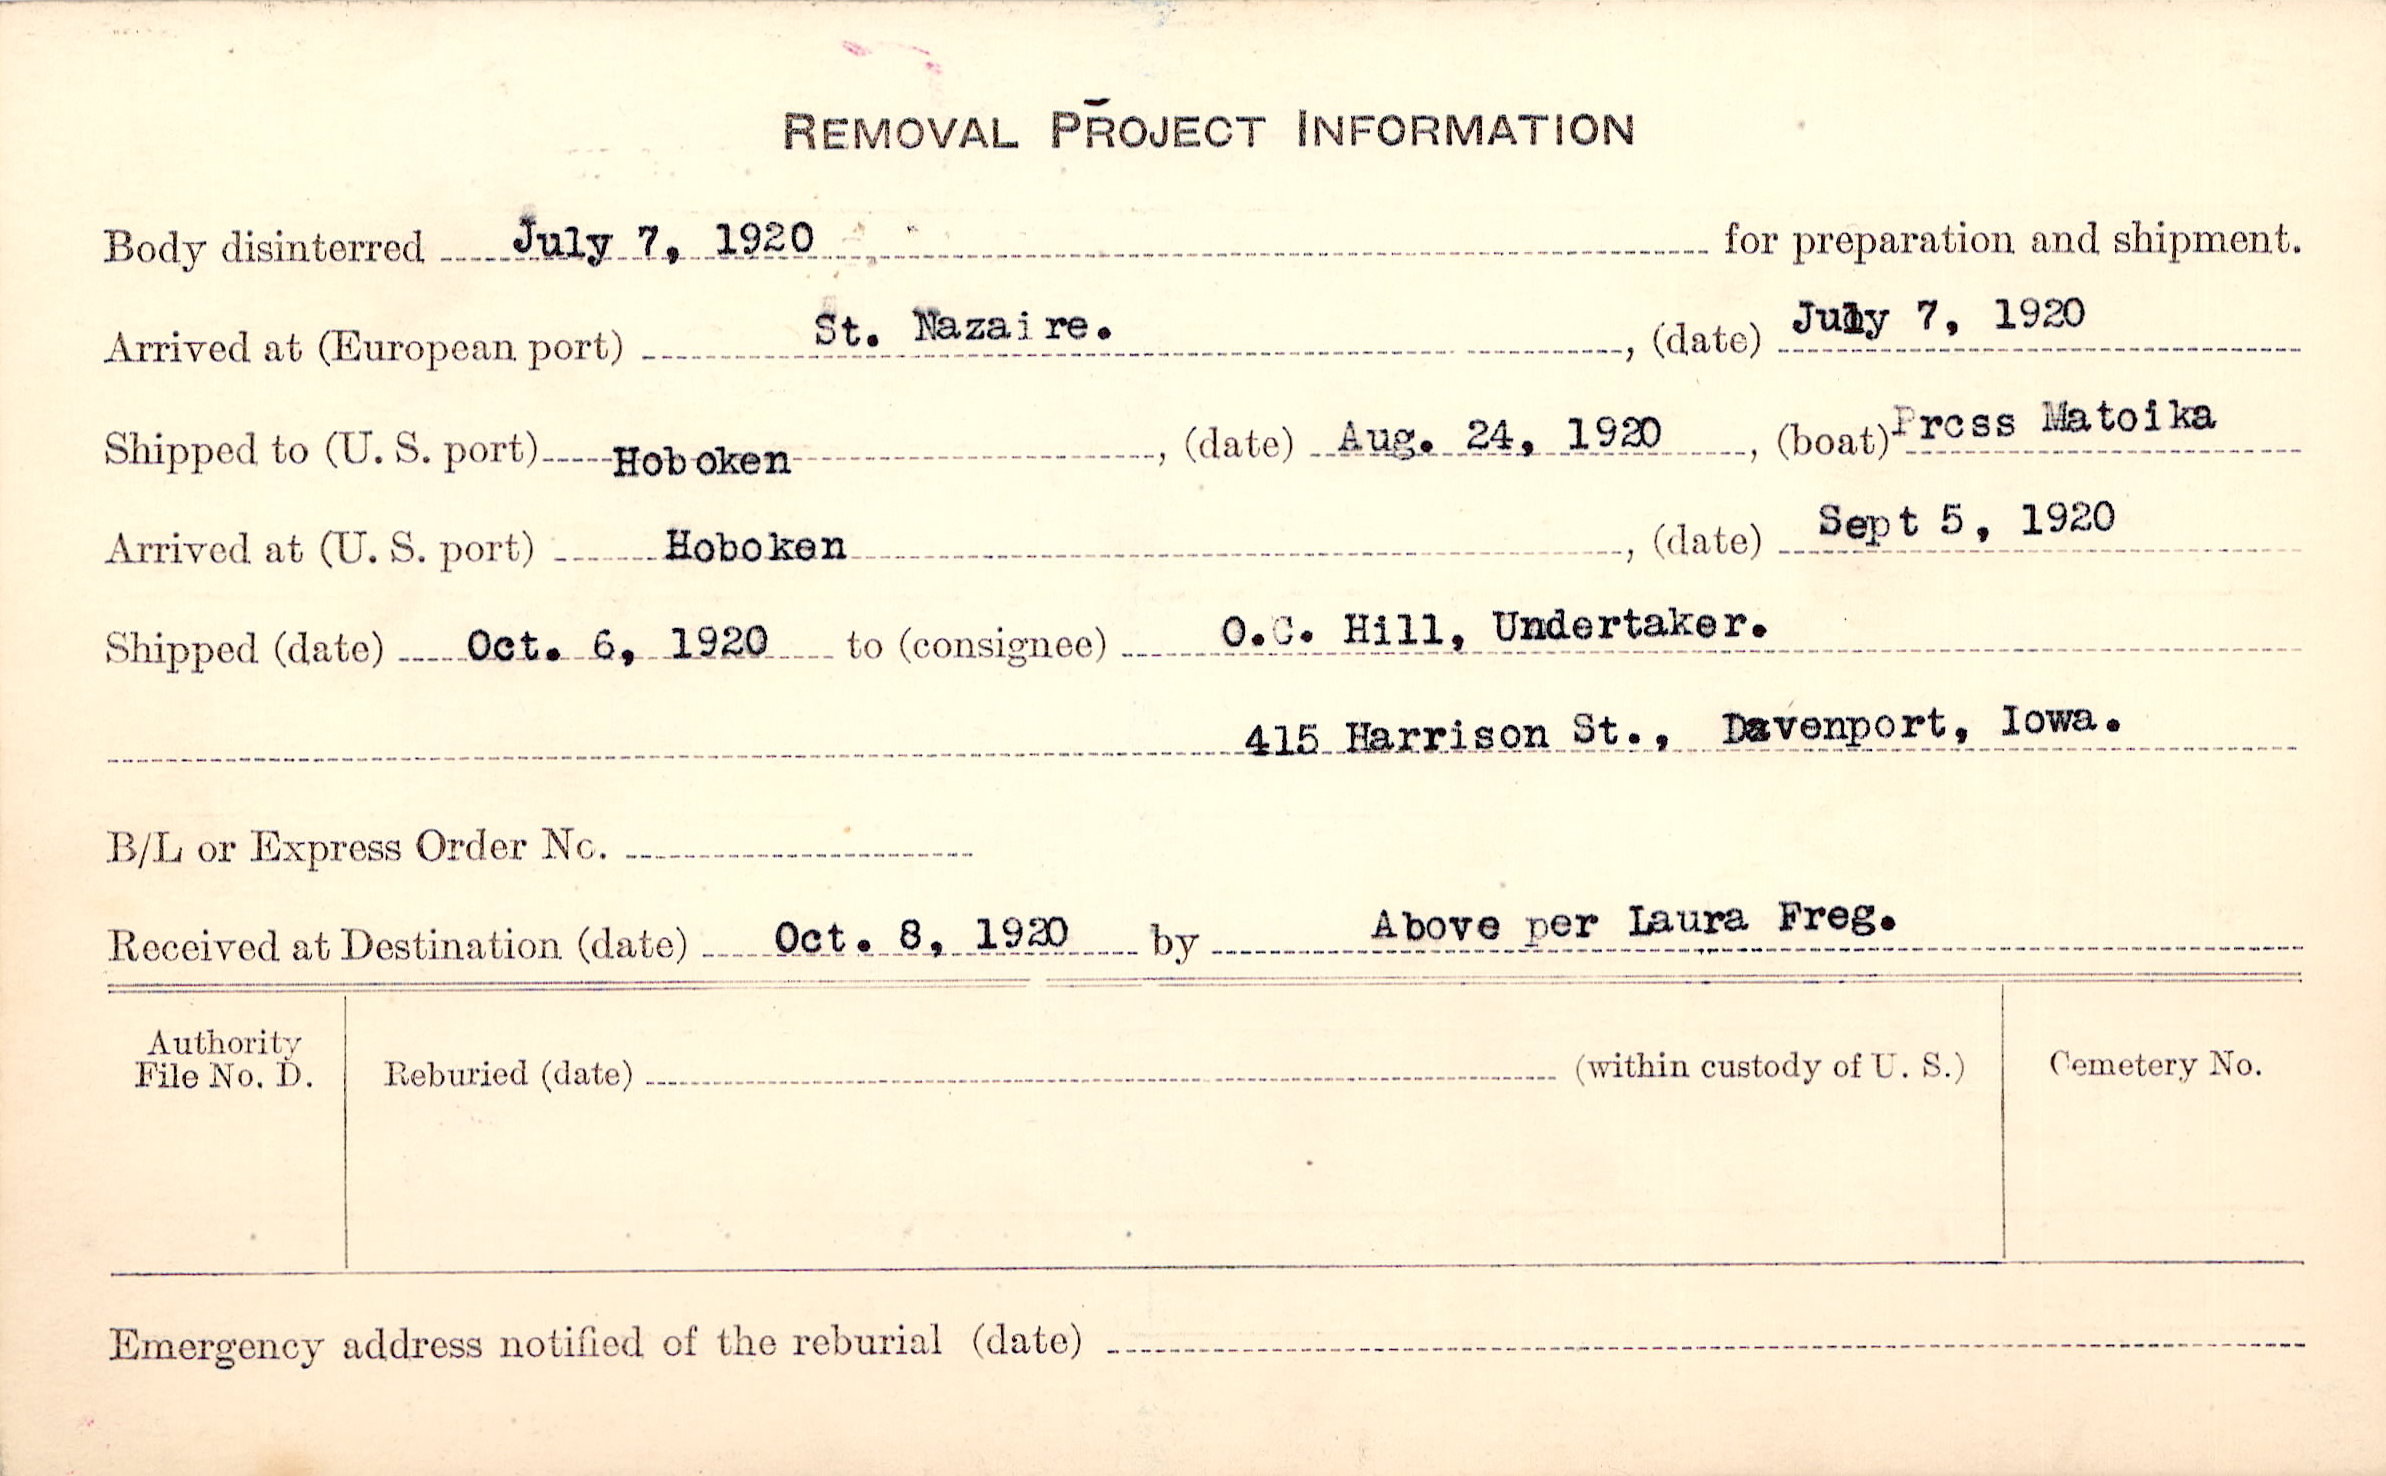 REMOVAL PROJECT INFORMATION
Body disinterred July 7, 1920 for preparation and shipment.
Arrived at (European port) St. Nazaire. , (date) July 7, 1920
Shipped to (U. S. port) Hoboken , (date) Aug. 24, 1920 , (boat) Prcss Matoika
Arrived at (U. S. port) Hoboken , (date) Sept 5, 1920
Shipped (date) Oct. 6, 1920 to (consignee) O.C. Hill, Undertaker.
415 Harrison St., Davenport, Iowa.
B/L or Express Order No.
Received at Destination (date) Oct. 8, 1920 by Above per Laura Freg.
Authority
File No. D. Reburied (date) (within custody of U. S.) Cemetery No.
Emergency address notified of the reburial (date)